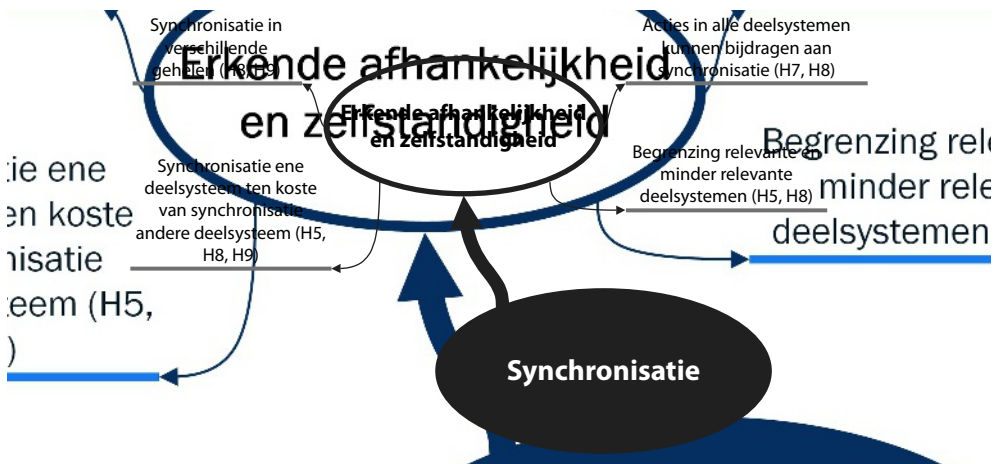 Synchronisatie in
verschillende
gehelen (H8, H9)
Acties in alle deelsystemen
kunnen bijdragen aan
synchronisatie (H7, H8)
Erkende afhankelijkheid
en zelfstandigheid
Erkende afhankelijkheid
en zelfstandigheid
Synchronisatie ene
deelsysteem ten koste
van synchronisatie
andere deelsysteem (H5,
H8, H9)
Begrenzing relevante en
minder relevante
deelsystemen (H5, H8)
tie ene
en koste
nisatie
teem (H5,
)
Begrenzing rele
minder rele
deelsystemen
Synchronisatie